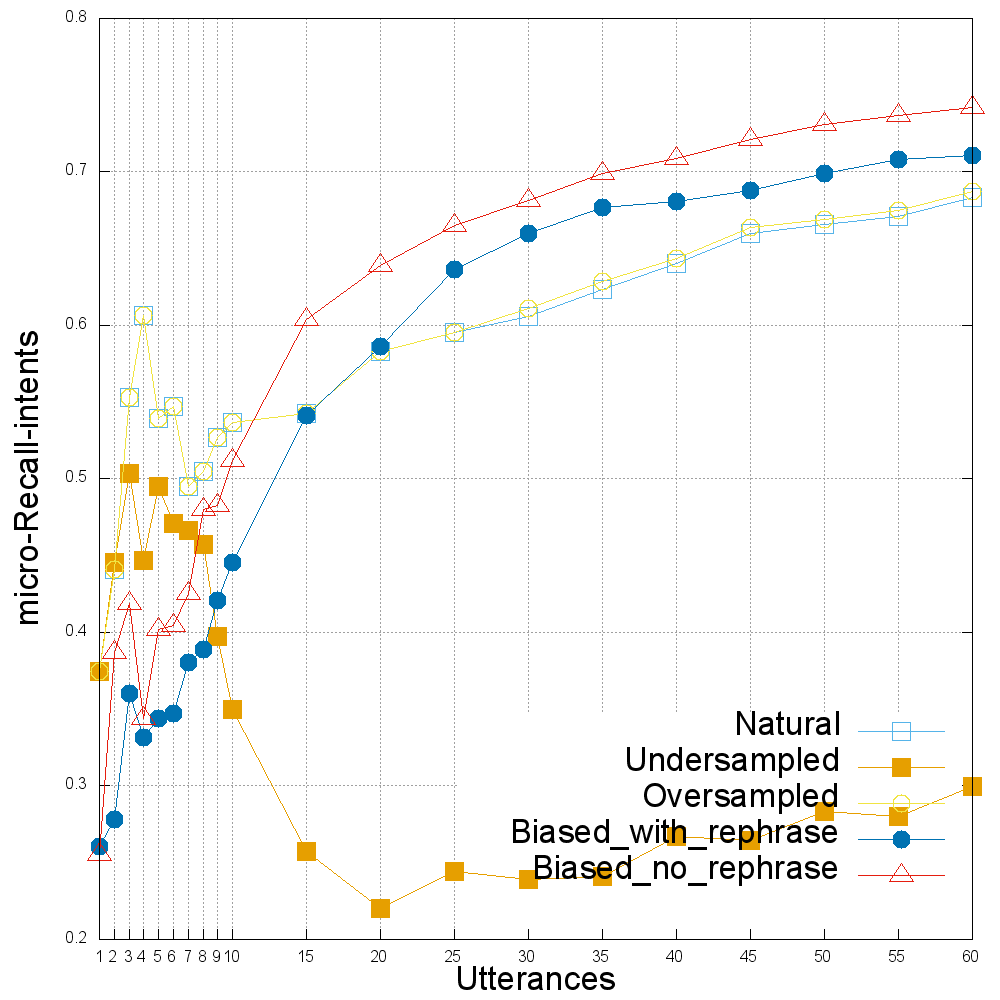 0.8
0.7
0.6
0.5
0.4
0.3
0.2
micro-Recall-intents
Natural
Undersampled
Oversampled
Biased_with_rephrase
Biased_no_rephrase
1 2 3 4 5 6 7 8 9 10 15 20 25 30 35 40 45 50 55 60
Utterances